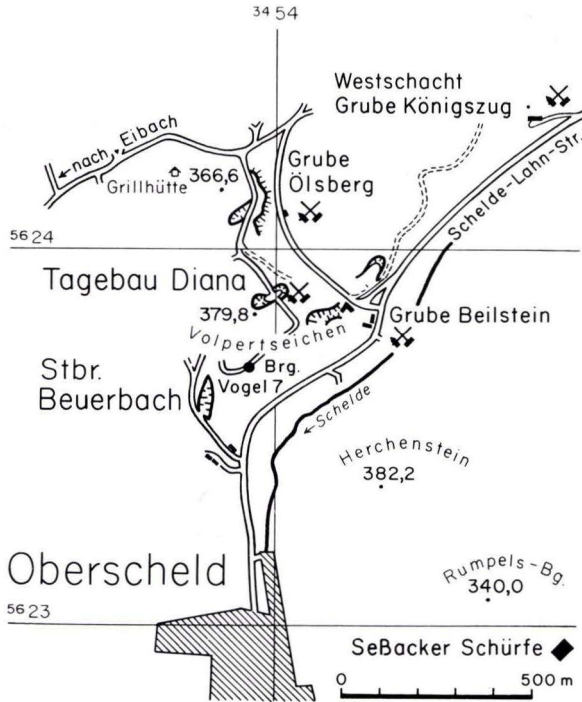 34 54
Westschacht
Grube Königszug
← nach Eibach
Grillhütte
366,6
Grube
Ölsberg
Schelde-Lahn-Str.
56 24
Tagebau Diana
379,8
Volpertseichen
Grube Beilstein
Brg.
Vogel 7
Stbr.
Beuerbach
← Schelde
Herchenstein
382,2
Oberscheld
Rumpels-Bg.
340,0
56 23
SeBacker Schürfe
0 500 m